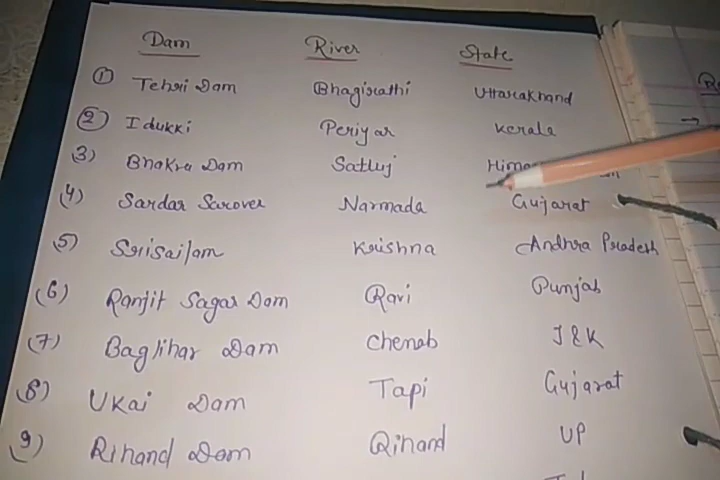 Dam River State
① Tehri Dam Bhagirathi Uttarakhand
② Idukki Periyar Kerala
3) Bhakra Dam Satluj
(4) Sardar Sarover Narmada Gujarat
5) Srisailam Krishna Andhra Pradesh
(6) Ranjit Sagar Dam Ravi Punjab
(7) Baglihar Dam Chenab J&K
(8) Ukai Dam Tapi Gujarat
9) Rihand Dam Rihand UP